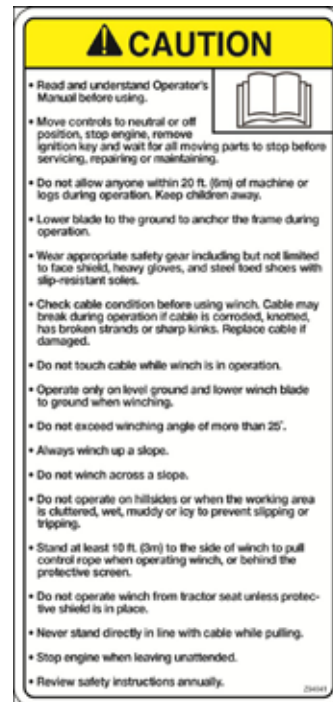 CAUTION
• Read and understand Operator's
Manual before using.
• Move controls to neutral or off
position, stop engine, remove
ignition key and wait for all moving parts to stop before
servicing, repairing or maintaining.
• Do not allow anyone within 20 ft. (6m) of machine or
logs during operation. Keep children away.
• Lower blade to the ground to anchor the frame during
operation.
• Wear appropriate safety gear including but not limited
to face shield, heavy gloves, and steel toed shoes with
slip-resistant soles.
• Check cable condition before using winch. Cable may
break during operation if cable is corroded, knotted,
has broken strands or sharp kinks. Replace cable if
damaged.
• Do not touch cable while winch is in operation.
• Operate only on level ground and lower winch blade
to ground when winching.
• Do not exceed winching angle of more than 25°.
• Always winch up a slope.
• Do not winch across a slope.
• Do not operate on hillsides or when the working area
is cluttered, wet, muddy or icy to prevent slipping or
tripping.
• Stand at least 10 ft. (3m) to the side of winch to pull
control rope when operating winch, or behind the
protective screen.
• Do not operate winch from tractor seat unless protec-
tive shield is in place.
• Never stand directly in line with cable while pulling.
• Stop engine when leaving unattended.
• Review safety instructions annually.